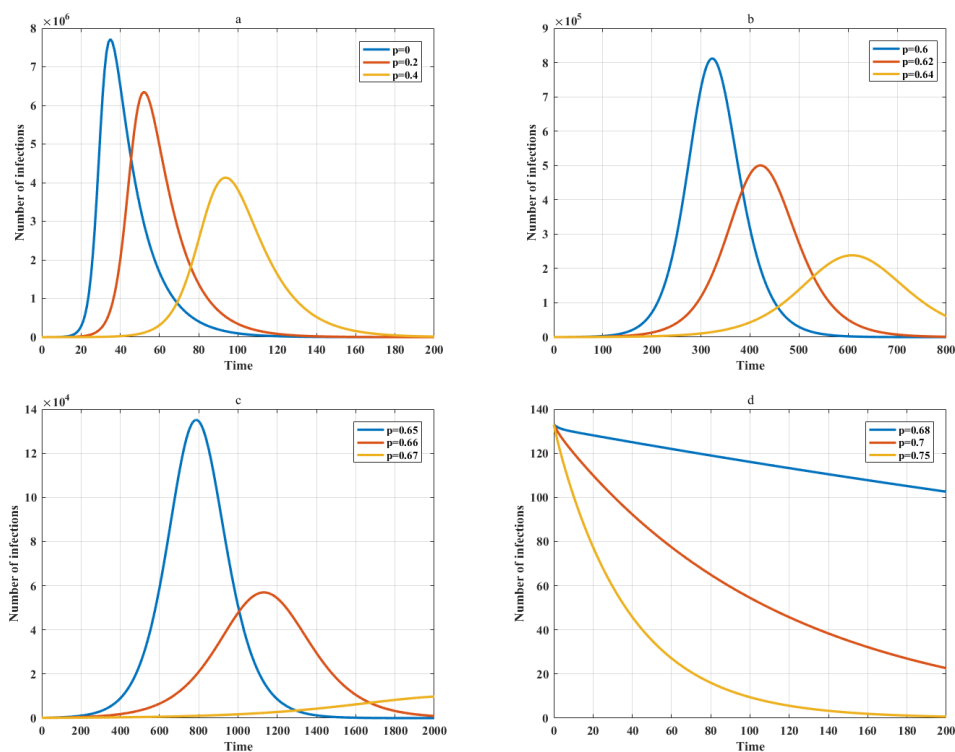 a
×10⁶
8
7
6
5
4
3
2
1
0
Number of infections
0 20 40 60 80 100 120 140 160 180 200
Time
p=0
p=0.2
p=0.4
b
×10⁵
9
8
7
6
5
4
3
2
1
0
Number of infections
0 100 200 300 400 500 600 700 800
Time
p=0.6
p=0.62
p=0.64
c
×10⁴
14
12
10
8
6
4
2
0
Number of infections
0 200 400 600 800 1000 1200 1400 1600 1800 2000
Time
p=0.65
p=0.66
p=0.67
d
140
120
100
80
60
40
20
0
Number of infections
0 20 40 60 80 100 120 140 160 180 200
Time
p=0.68
p=0.7
p=0.75